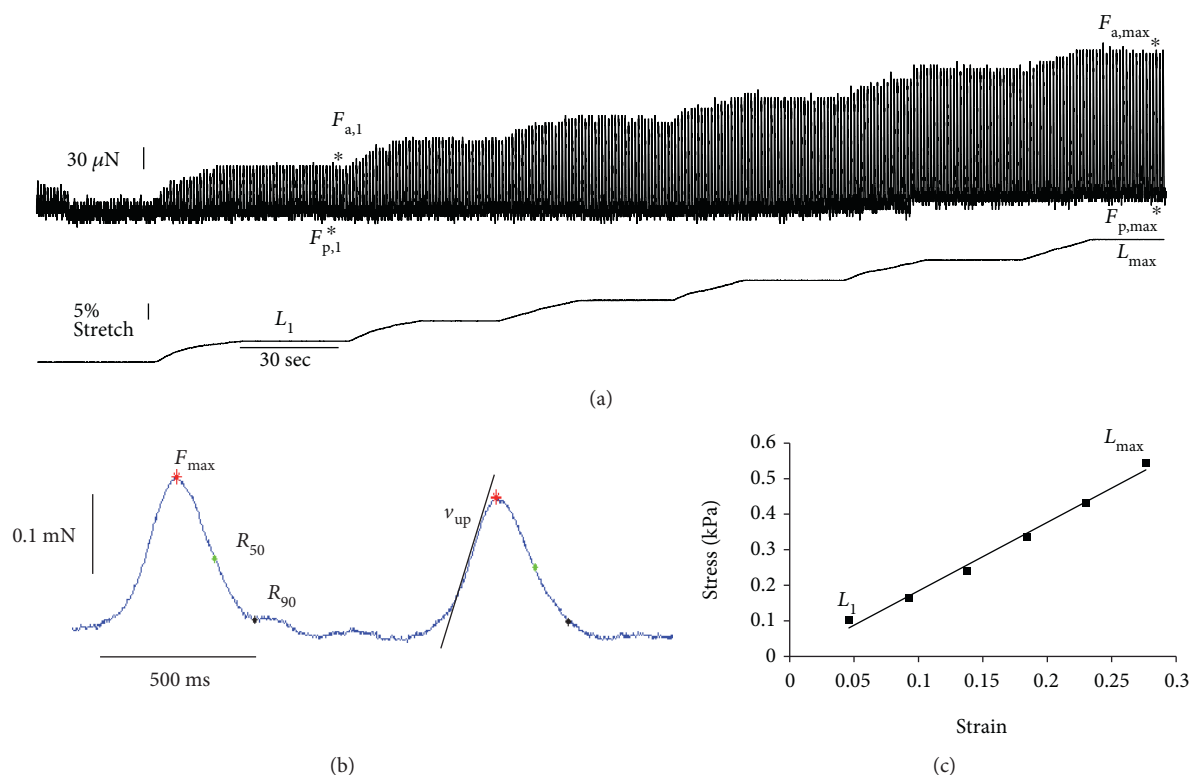 F_a,max *
F_a,1
*
30 μN
F_p,1 *
F_p,max *
L_max
5%
Stretch
L_1
30 sec
(a)
F_max
0.1 mN
R_50
R_90
ν_up
500 ms
(b)
0.6
0.5
0.4
0.3
0.2
0.1
0
Stress (kPa)
L_max
L_1
0 0.05 0.1 0.15 0.2 0.25 0.3
Strain
(c)